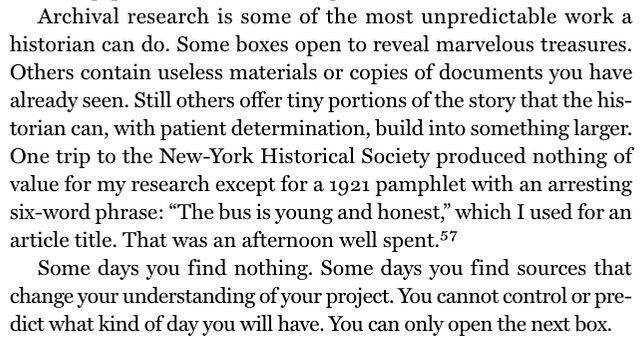 Archival research is some of the most unpredictable work a
historian can do. Some boxes open to reveal marvelous treasures.
Others contain useless materials or copies of documents you have
already seen. Still others offer tiny portions of the story that the his-
torian can, with patient determination, build into something larger.
One trip to the New-York Historical Society produced nothing of
value for my research except for a 1921 pamphlet with an arresting
six-word phrase: “The bus is young and honest,” which I used for an
article title. That was an afternoon well spent.57
Some days you find nothing. Some days you find sources that
change your understanding of your project. You cannot control or pre-
dict what kind of day you will have. You can only open the next box.